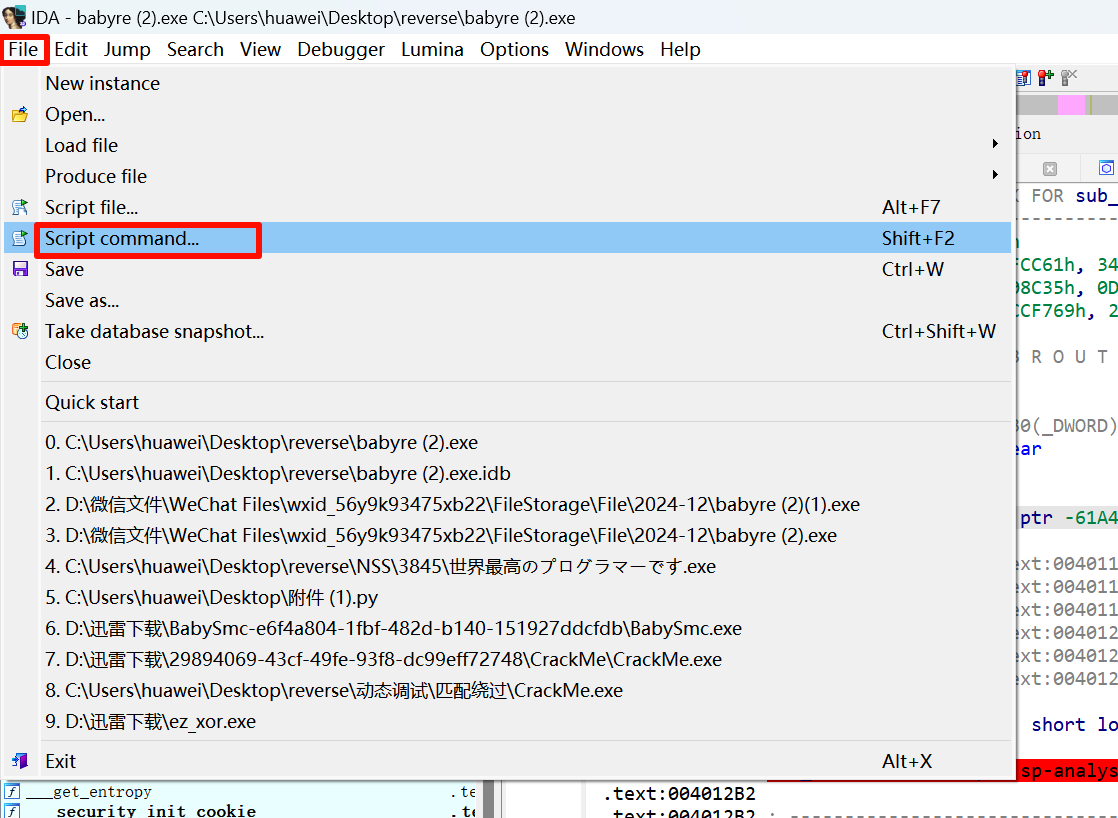 IDA - babyre (2).exe C:\Users\huawei\Desktop\reverse\babyre (2).exe
File Edit Jump Search View Debugger Lumina Options Windows Help
New instance
Open...
Load file
Produce file
ion
Script file... Alt+F7
FOR sub_
Script command... Shift+F2
Save Ctrl+W
FCC61h, 34
Save as...
98C35h, 0D
Take database snapshot... Ctrl+Shift+W
CCF769h, 2
Close
R O U T
Quick start
30(_DWORD)
0. C:\Users\huawei\Desktop\reverse\babyre (2).exe
ear
1. C:\Users\huawei\Desktop\reverse\babyre (2).exe.idb
2. D:\微信文件\WeChat Files\wxid_56y9k93475xb22\FileStorage\File\2024-12\babyre (2)(1).exe
ptr -61A4
3. D:\微信文件\WeChat Files\wxid_56y9k93475xb22\FileStorage\File\2024-12\babyre (2).exe
4. C:\Users\huawei\Desktop\reverse\NSS\3845\世界最高のプログラマーです.exe
ext:004011
5. C:\Users\huawei\Desktop\附件 (1).py
ext:004011
ext:004011
6. D:\迅雷下载\BabySmc-e6f4a804-1fbf-482d-b140-151927ddcfdb\BabySmc.exe
ext:004012
7. D:\迅雷下载\29894069-43cf-49fe-93f8-dc99eff72748\CrackMe\CrackMe.exe
ext:004012
8. C:\Users\huawei\Desktop\reverse\动态调试\匹配绕过\CrackMe.exe
ext:004012
9. D:\迅雷下载\ez_xor.exe
short lo
Exit Alt+X
sp-analys
f ___get_entropy .te
.text:004012B2
f ___security_init_cookie .te
.text:004012B2 ;